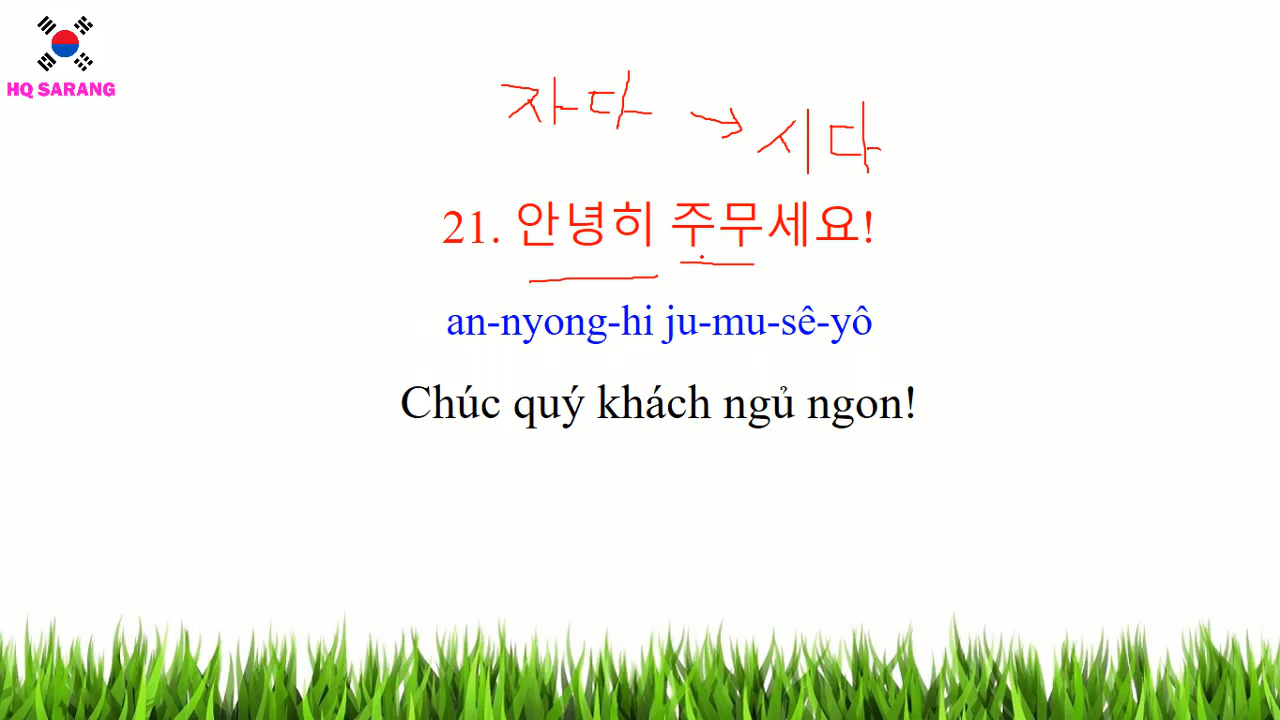 HQ SARANG
자다 → 시다
21. 안녕히 주무세요!
an-nyong-hi ju-mu-sê-yô
Chúc quý khách ngủ ngon!